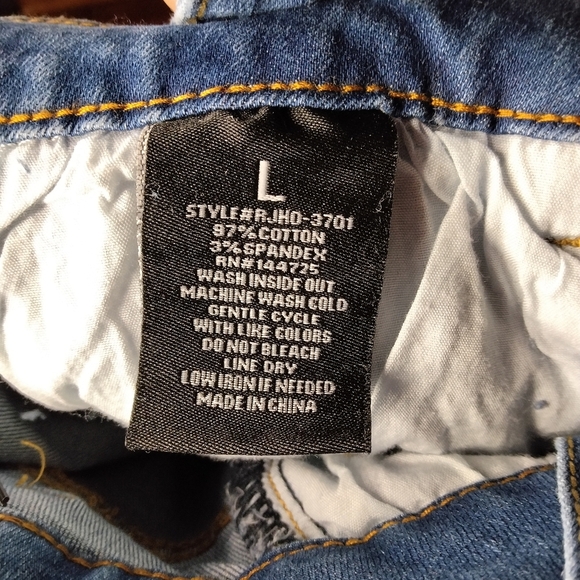 L
STYLE#RJHO-3701
97%COTTON
3%SPANDEX
RN#144725
WASH INSIDE OUT
MACHINE WASH COLD
GENTLE CYCLE
WITH LIKE COLORS
DO NOT BLEACH
LINE DRY
LOW IRON IF NEEDED
MADE IN CHINA